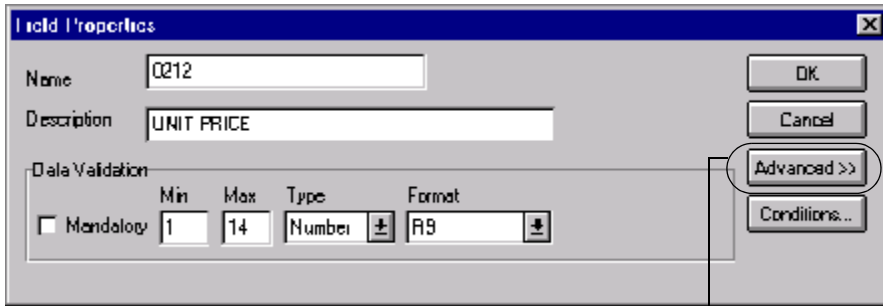 Field Properties
Name 0212
Description UNIT PRICE
Data Validation
Min Max Type Format
Mandatory 1 14 Number R9
OK
Cancel
Advanced >>
Conditions...